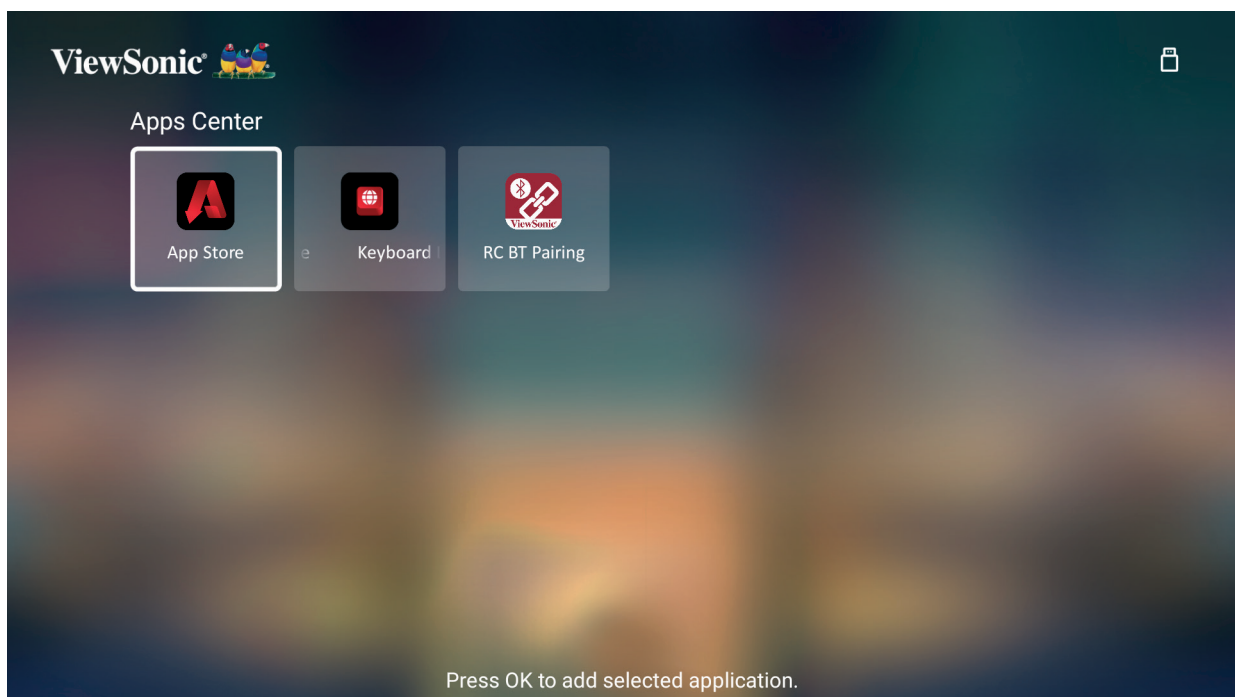 ViewSonic®
Apps Center
App Store
e Keyboard
ViewSonic
RC BT Pairing
Press OK to add selected application.